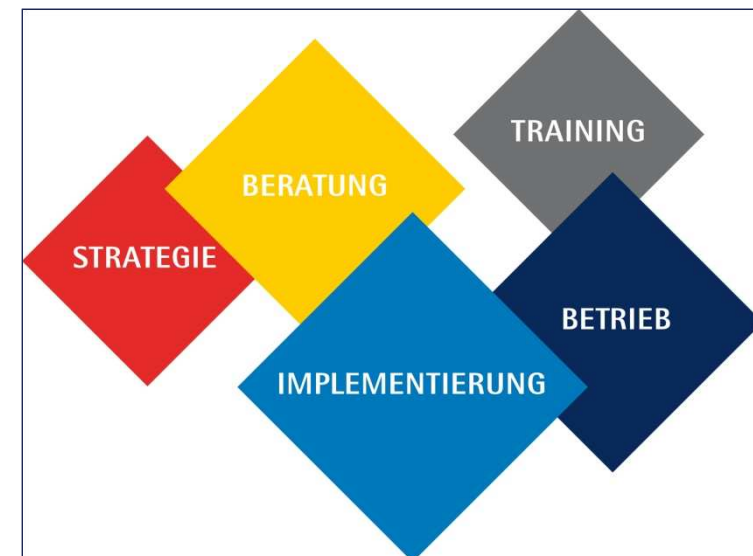 TRAINING
BERATUNG
STRATEGIE
BETRIEB
IMPLEMENTIERUNG